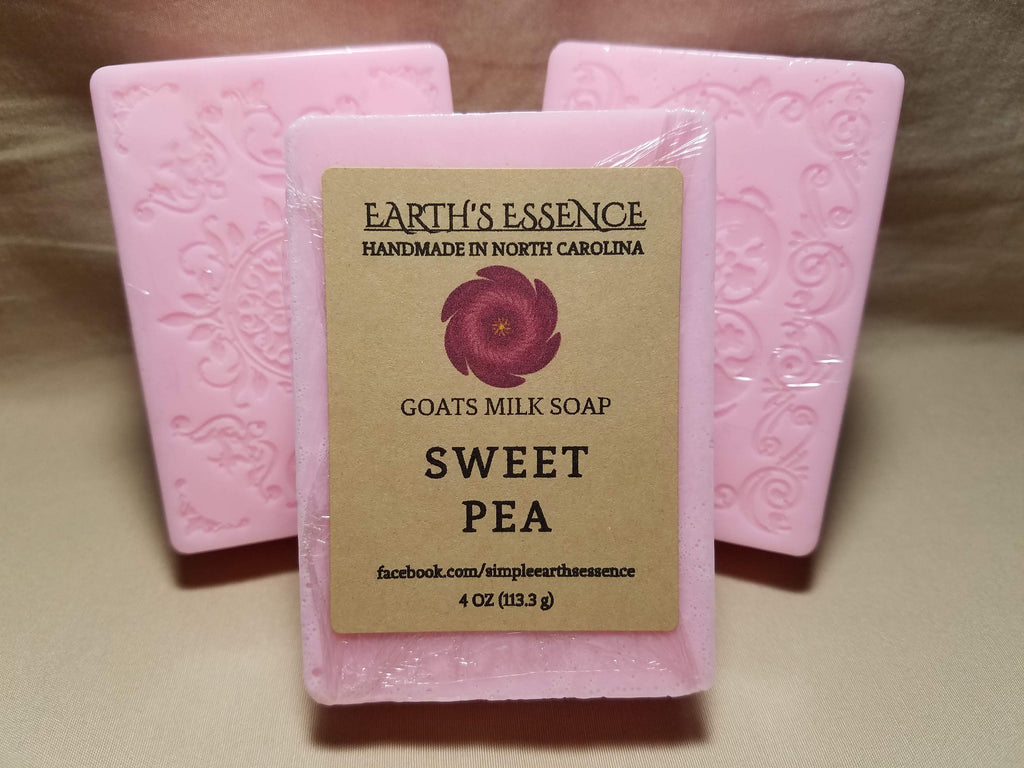 EARTH'S ESSENCE
HANDMADE IN NORTH CAROLINA
GOATS MILK SOAP
SWEET
PEA
facebook.com/simpleearthsessence
4 OZ (113.3 g)